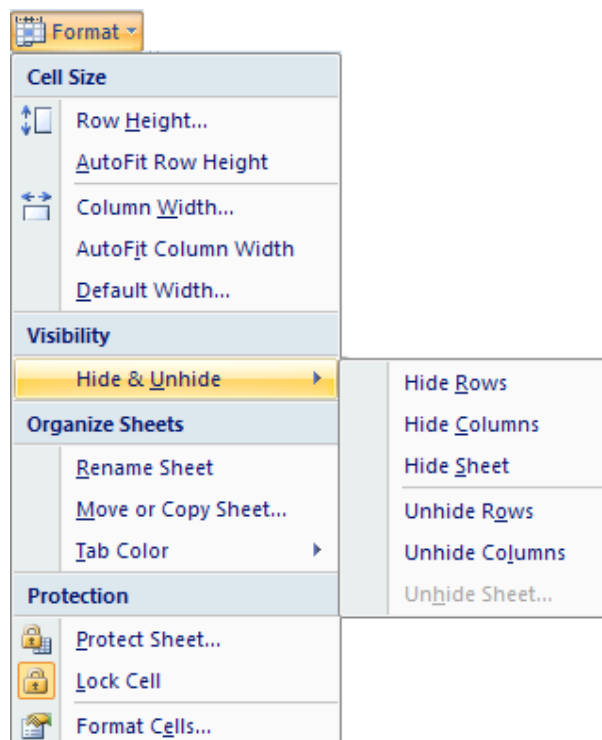 Format
Cell Size
Row Height...
AutoFit Row Height
Column Width...
AutoFit Column Width
Default Width...
Visibility
Hide & Unhide
Organize Sheets
Rename Sheet
Move or Copy Sheet...
Tab Color
Protection
Protect Sheet...
Lock Cell
Format Cells...
Hide Rows
Hide Columns
Hide Sheet
Unhide Rows
Unhide Columns
Unhide Sheet...